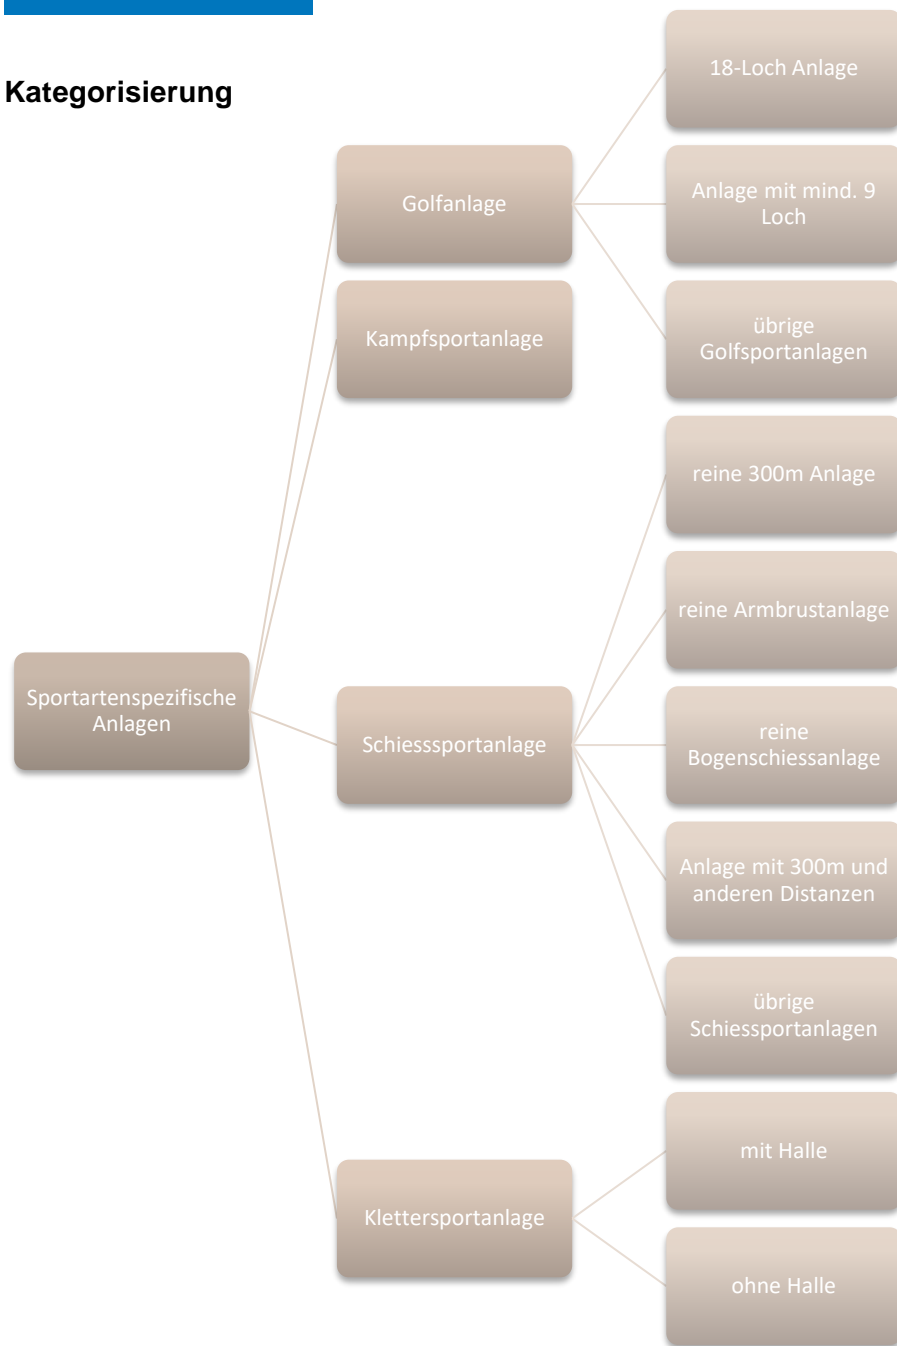 Kategorisierung
Sportartenspezifische
Anlagen
Golfanlage
18-Loch Anlage
Anlage mit mind. 9
Loch
übrige
Golfsportanlagen
Kampfsportanlage
Schiesssportanlage
reine 300m Anlage
reine Armbrustanlage
reine
Bogenschiessanlage
Anlage mit 300m und
anderen Distanzen
übrige
Schiessportanlagen
Klettersportanlage
mit Halle
ohne Halle